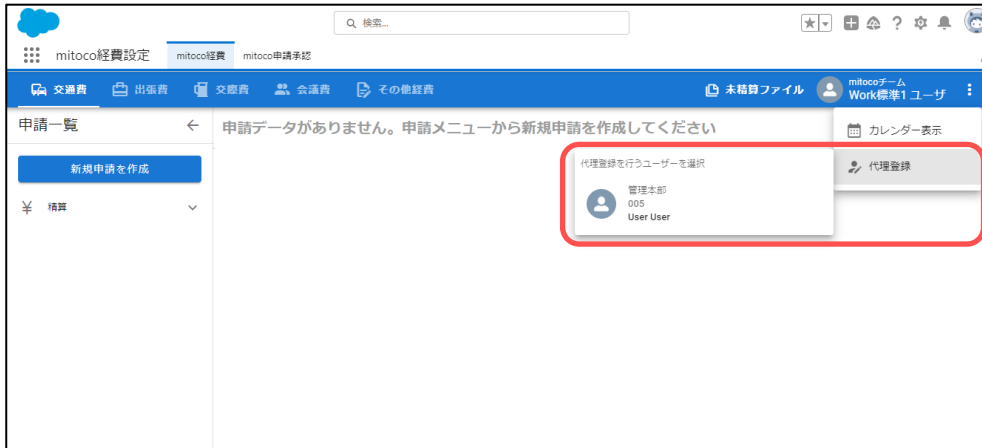 検索...
mitoco経費設定
mitoco経費
mitoco申請承認
交通費
出張費
交際費
会議費
その他経費
未精算ファイル
mitocoチーム
Work標準1 ユーザ
申請一覧
申請データがありません。申請メニューから新規申請を作成してください
カレンダー表示
代理登録
新規申請を作成
代理登録を行うユーザーを選択
管理本部
005
User User
¥ 精算